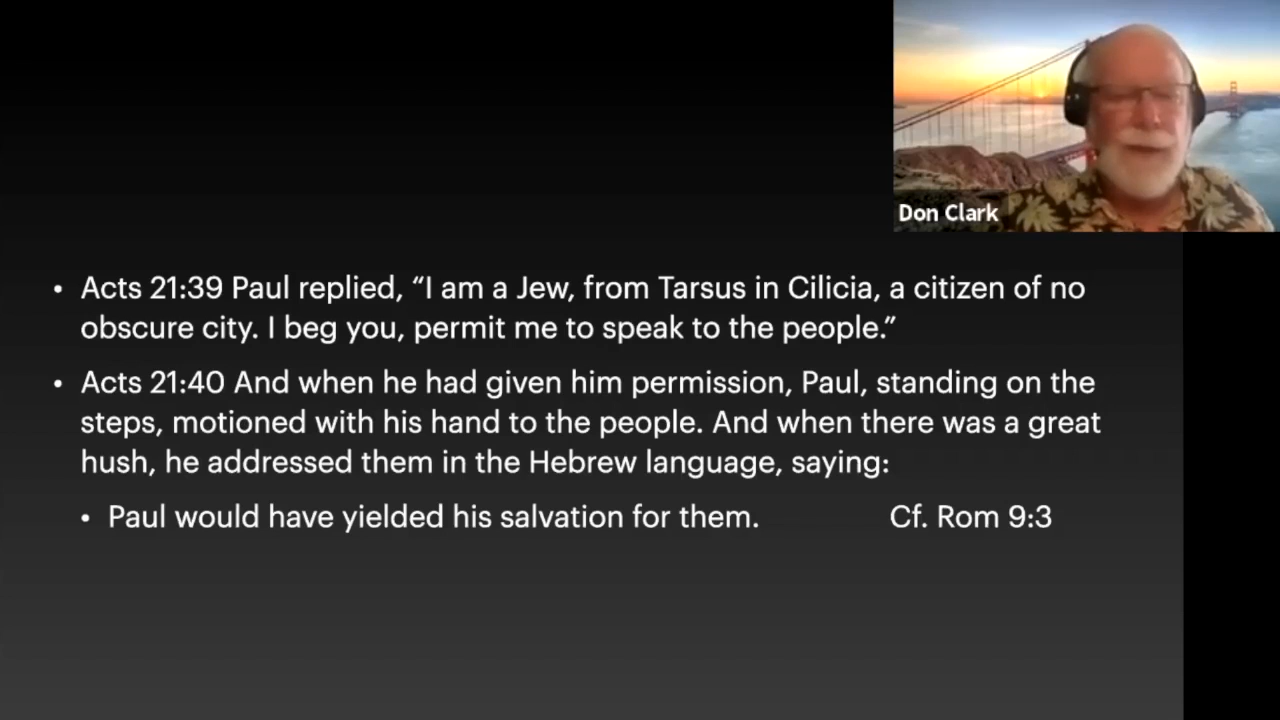 Don Clark
• Acts 21:39 Paul replied, “I am a Jew, from Tarsus in Cilicia, a citizen of no
obscure city. I beg you, permit me to speak to the people.”
• Acts 21:40 And when he had given him permission, Paul, standing on the
steps, motioned with his hand to the people. And when there was a great
hush, he addressed them in the Hebrew language, saying:
• Paul would have yielded his salvation for them. Cf. Rom 9:3